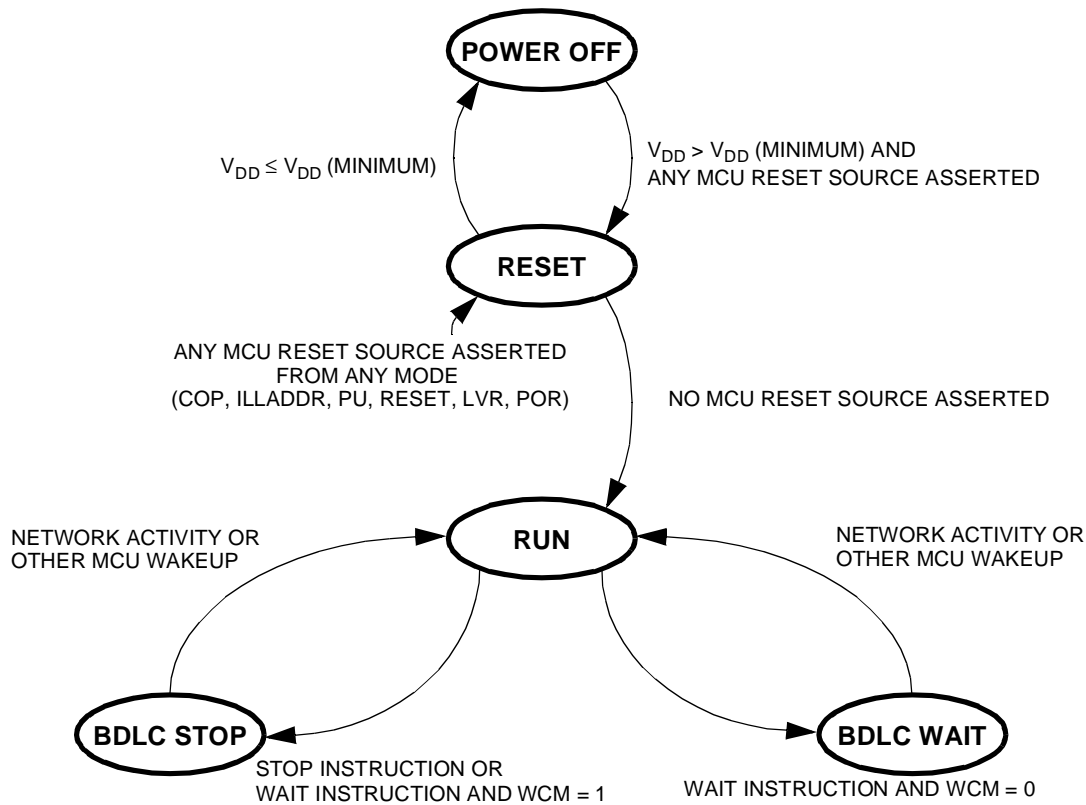 POWER OFF
V_DD ≤ V_DD (MINIMUM)
V_DD > V_DD (MINIMUM) AND
ANY MCU RESET SOURCE ASSERTED
RESET
ANY MCU RESET SOURCE ASSERTED
FROM ANY MODE
(COP, ILLADDR, PU, RESET, LVR, POR)
NO MCU RESET SOURCE ASSERTED
NETWORK ACTIVITY OR
OTHER MCU WAKEUP
RUN
NETWORK ACTIVITY OR
OTHER MCU WAKEUP
BDLC STOP
BDLC WAIT
STOP INSTRUCTION OR
WAIT INSTRUCTION AND WCM = 1
WAIT INSTRUCTION AND WCM = 0